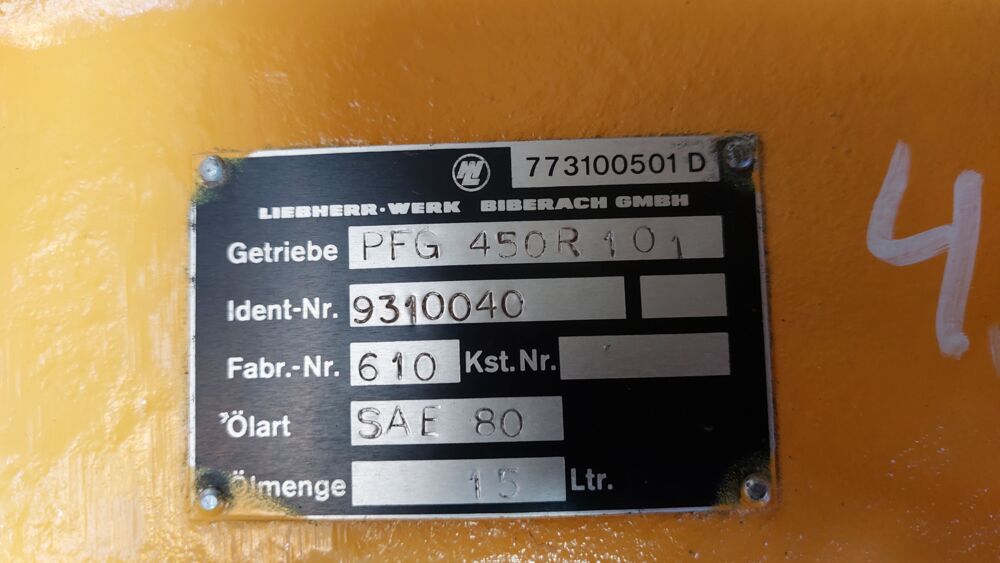 773100501 D
LIEBHERR-WERK BIBERACH GMBH
Getriebe PFG 450R 101
Ident-Nr. 9310040
Fabr.-Nr. 610 Kst.Nr.
Ölart SAE 80
Ölmenge 15 Ltr.
4